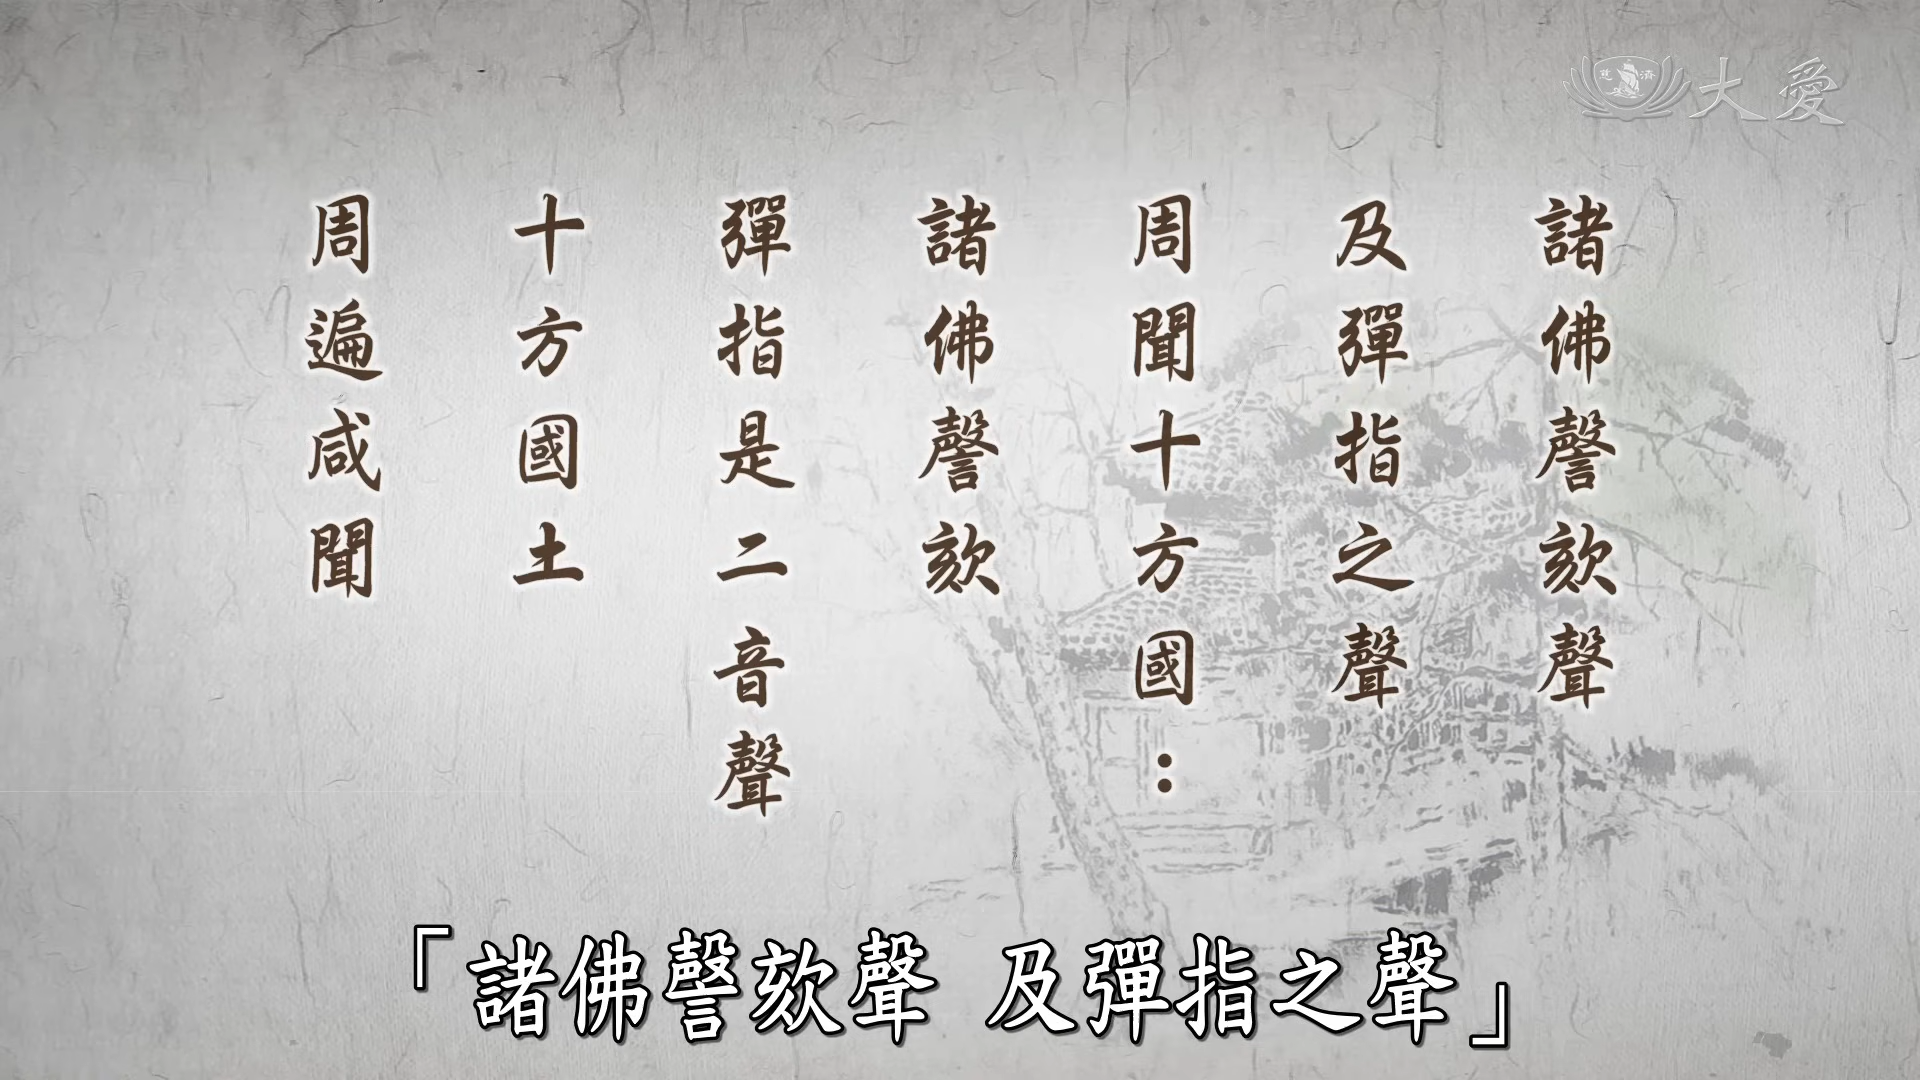 慈濟
大愛
諸佛謦欬聲
及彈指之聲
周聞十方國：
諸佛謦欬
彈指是二音聲
十方國土
周遍咸聞
「諸佛謦欬聲 及彈指之聲」